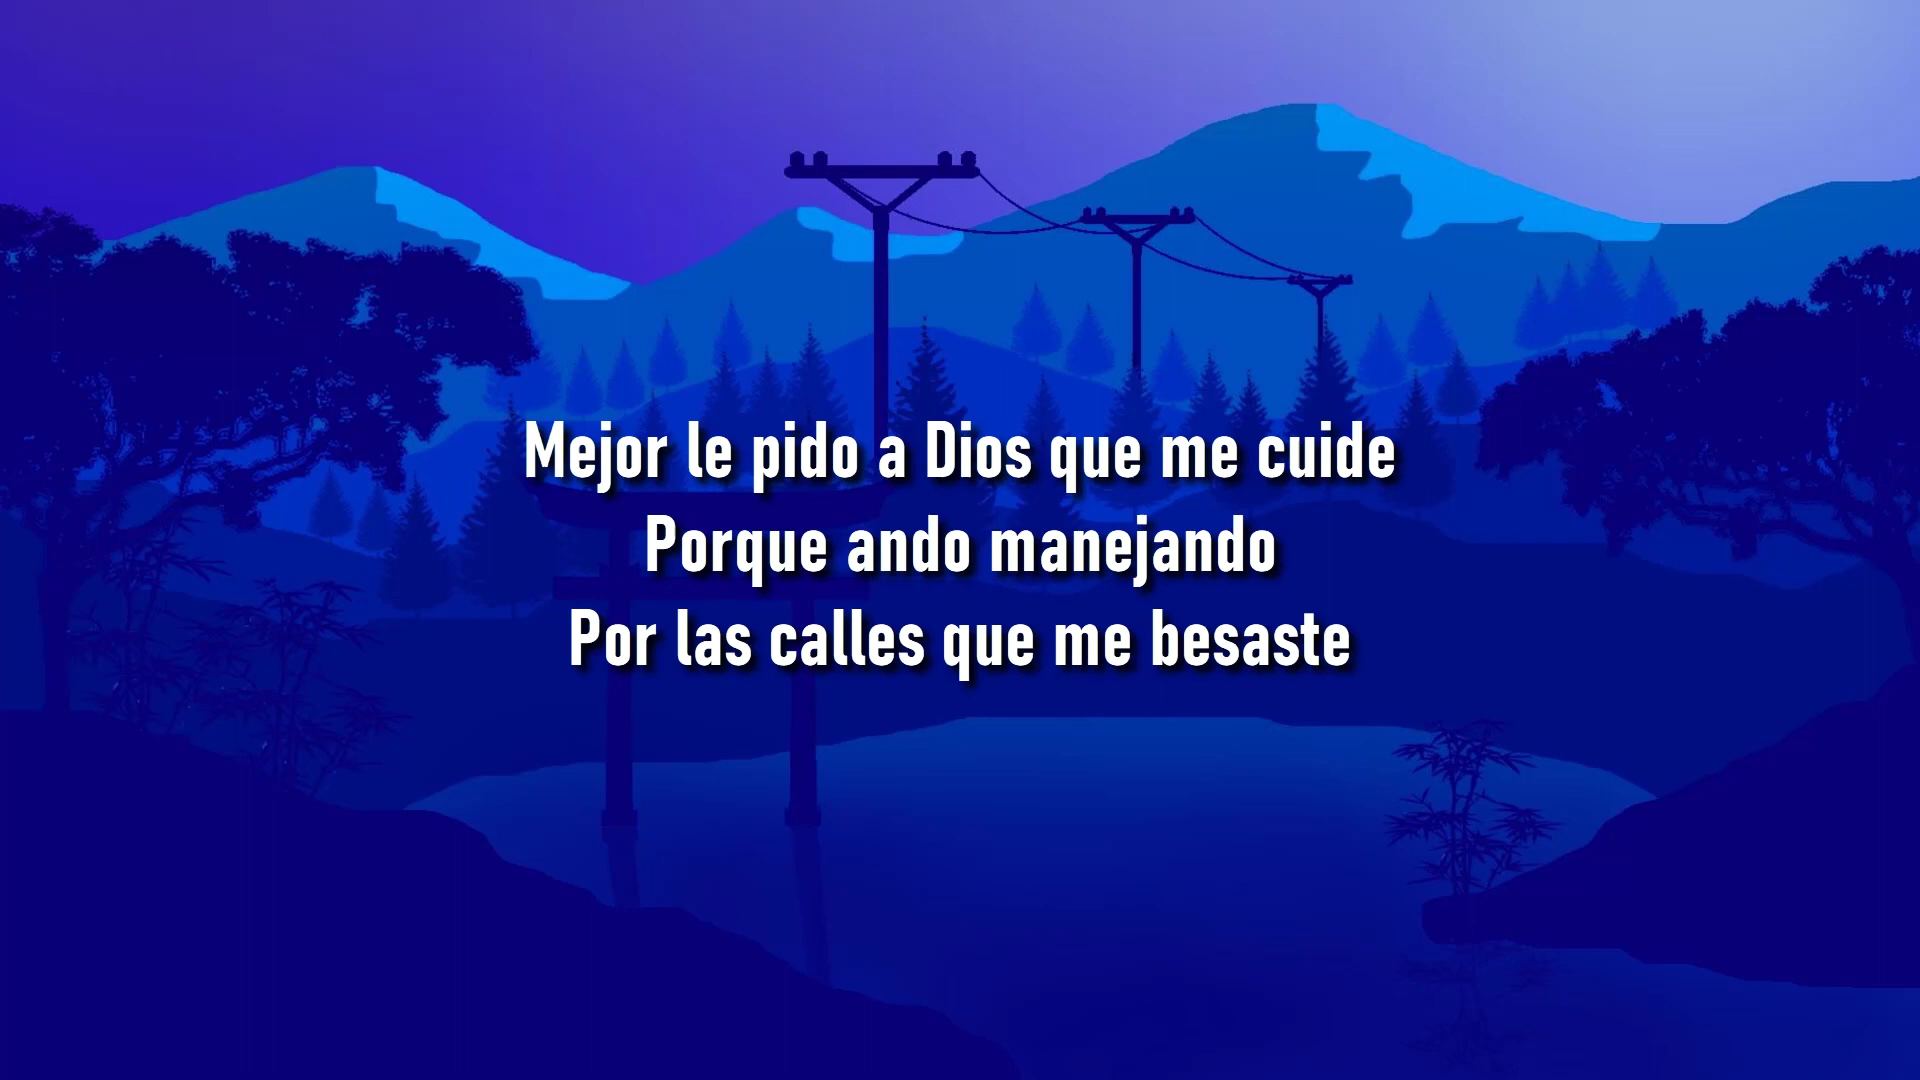 Mejor le pido a Dios que me cuide
Porque ando manejando
Por las calles que me besaste